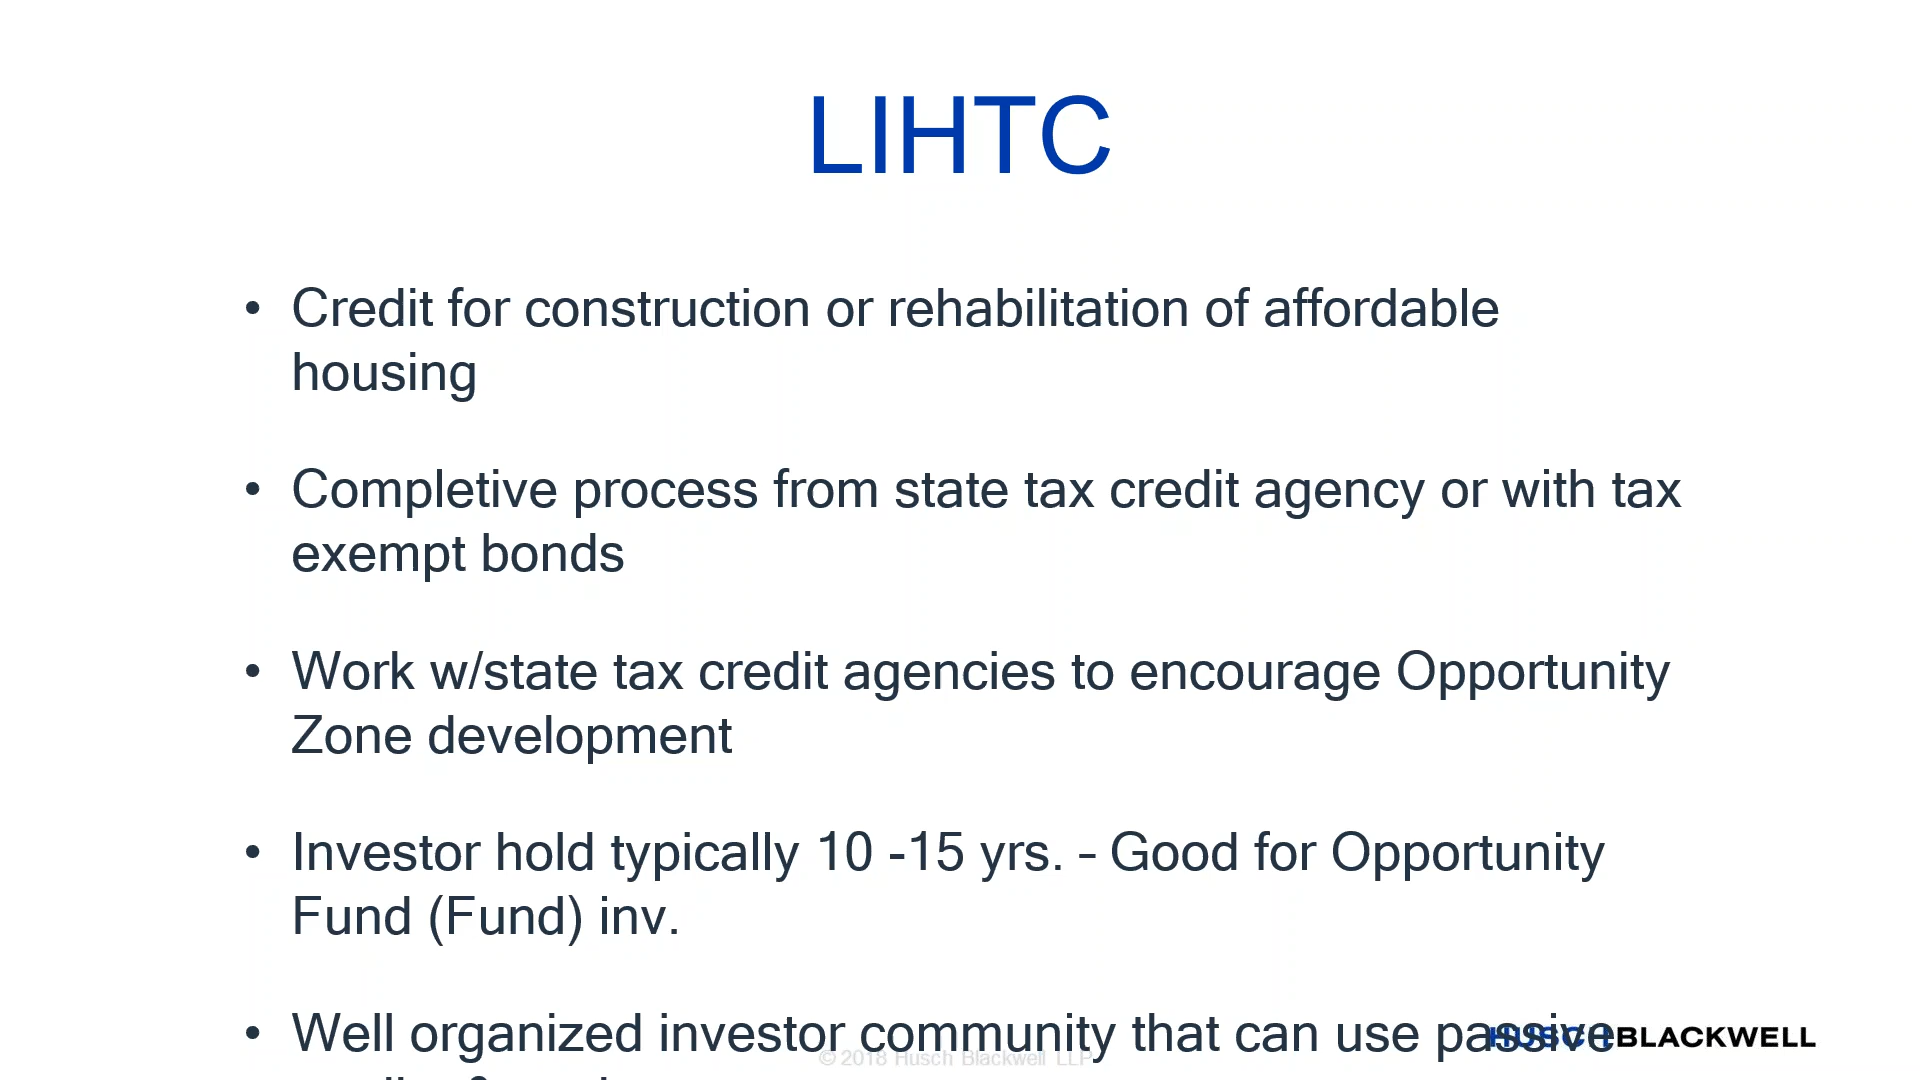 LIHTC
• Credit for construction or rehabilitation of affordable
housing
• Completive process from state tax credit agency or with tax
exempt bonds
• Work w/state tax credit agencies to encourage Opportunity
Zone development
• Investor hold typically 10 -15 yrs. – Good for Opportunity
Fund (Fund) inv.
• Well organized investor community that can use passive
HUSCH BLACKWELL
© 2018 Husch Blackwell LLP